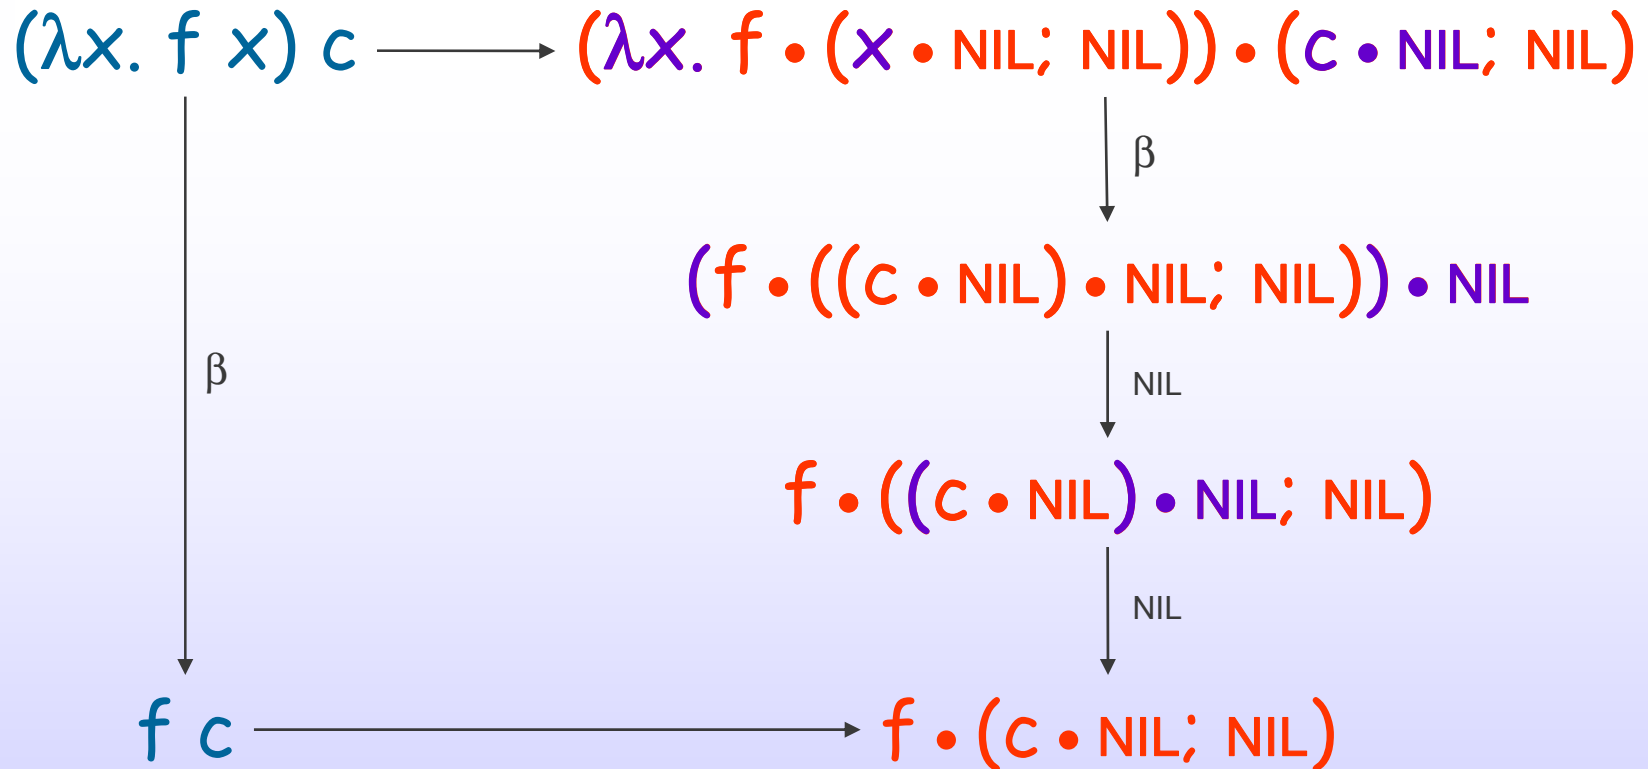 (λx. f x) c (λx. f • (x • NIL; NIL)) • (c • NIL; NIL)
β
(f • ((c • NIL) • NIL; NIL)) • NIL
β NIL
f • ((c • NIL) • NIL; NIL)
NIL
f c f • (c • NIL; NIL)